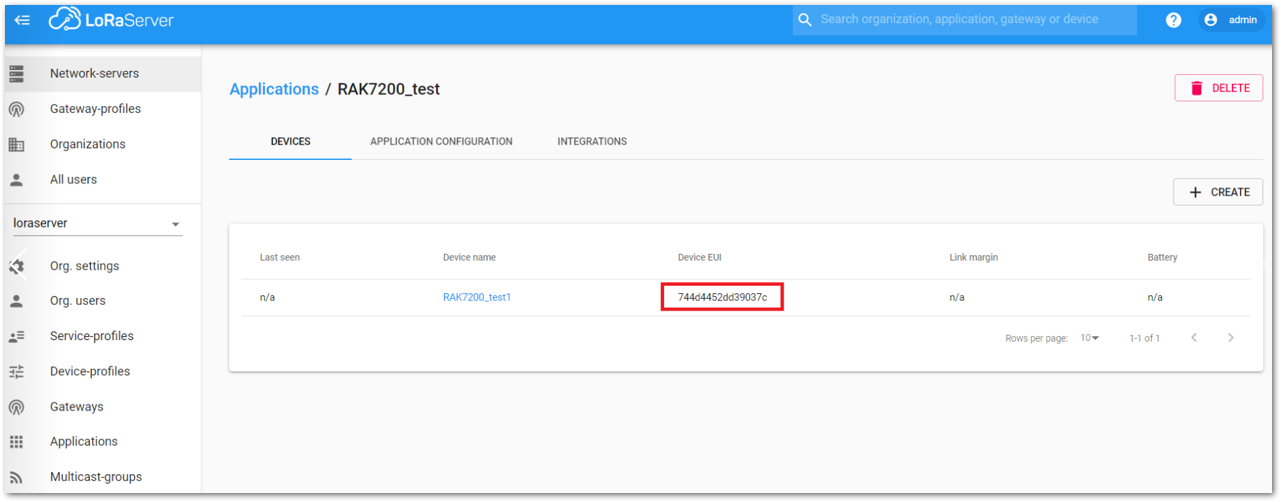 LoRaServer
Search organization, application, gateway or device
? admin
Network-servers
Gateway-profiles
Organizations
All users
loraserver
Org. settings
Org. users
Service-profiles
Device-profiles
Gateways
Applications
Multicast-groups
Applications / RAK7200_test
DELETE
DEVICES APPLICATION CONFIGURATION INTEGRATIONS
+ CREATE
Last seen Device name Device EUI Link margin Battery
n/a RAK7200_test1 744d4452dd39037c n/a n/a
Rows per page: 10 1-1 of 1